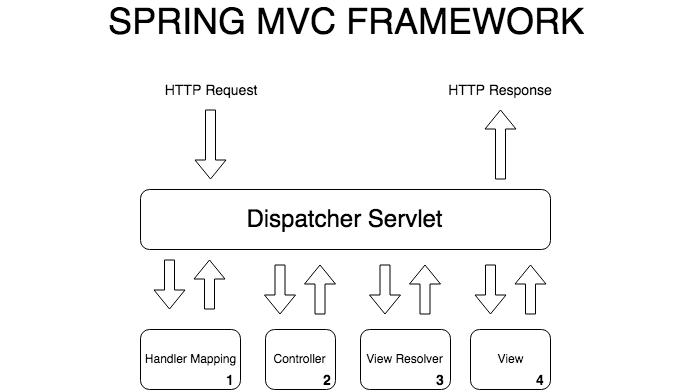 SPRING MVC FRAMEWORK
HTTP Request
HTTP Response
Dispatcher Servlet
Handler Mapping
1
Controller
2
View Resolver
3
View
4